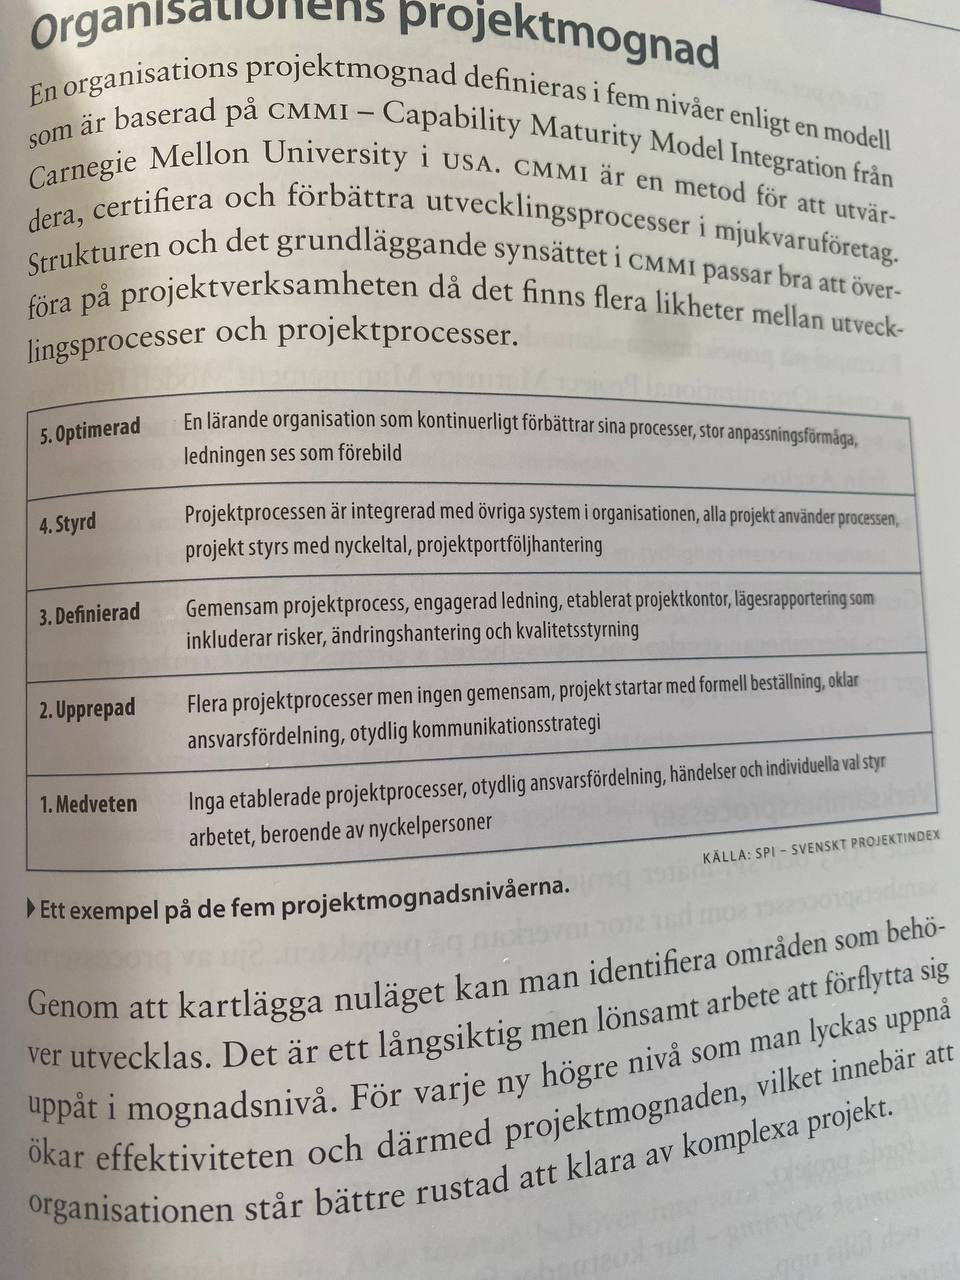 Organisationens projektmognad
En organisations projektmognad definieras i fem nivåer enligt en modell
som är baserad på CMMI – Capability Maturity Model Integration från
Carnegie Mellon University i USA. CMMI är en metod för att utvär-
dera, certifiera och förbättra utvecklingsprocesser i mjukvaruföretag.
Strukturen och det grundläggande synsättet i CMMI passar bra att över-
föra på projektverksamheten då det finns flera likheter mellan utveck-
lingsprocesser och projektprocesser.
5. Optimerad
En lärande organisation som kontinuerligt förbättrar sina processer, stor anpassningsförmåga,
ledningen ses som förebild
4. Styrd
Projektprocessen är integrerad med övriga system i organisationen, alla projekt använder processen,
projekt styrs med nyckeltal, projektportföljhantering
3. Definierad
Gemensam projektprocess, engagerad ledning, etablerat projektkontor, lägesrapportering som
inkluderar risker, ändringshantering och kvalitetsstyrning
2. Upprepad
Flera projektprocesser men ingen gemensam, projekt startar med formell beställning, oklar
ansvarsfördelning, otydlig kommunikationsstrategi
1. Medveten
Inga etablerade projektprocesser, otydlig ansvarsfördelning, händelser och individuella val styr
arbetet, beroende av nyckelpersoner
KÄLLA: SPI – SVENSKT PROJEKTINDEX
Ett exempel på de fem projektmognadsnivåerna.
Genom att kartlägga nuläget kan man identifiera områden som behö-
ver utvecklas. Det är ett långsiktig men lönsamt arbete att förflytta sig
uppåt i mognadsnivå. För varje ny högre nivå som man lyckas uppnå
ökar effektiviteten och därmed projektmognaden, vilket innebär att
organisationen står bättre rustad att klara av komplexa projekt.